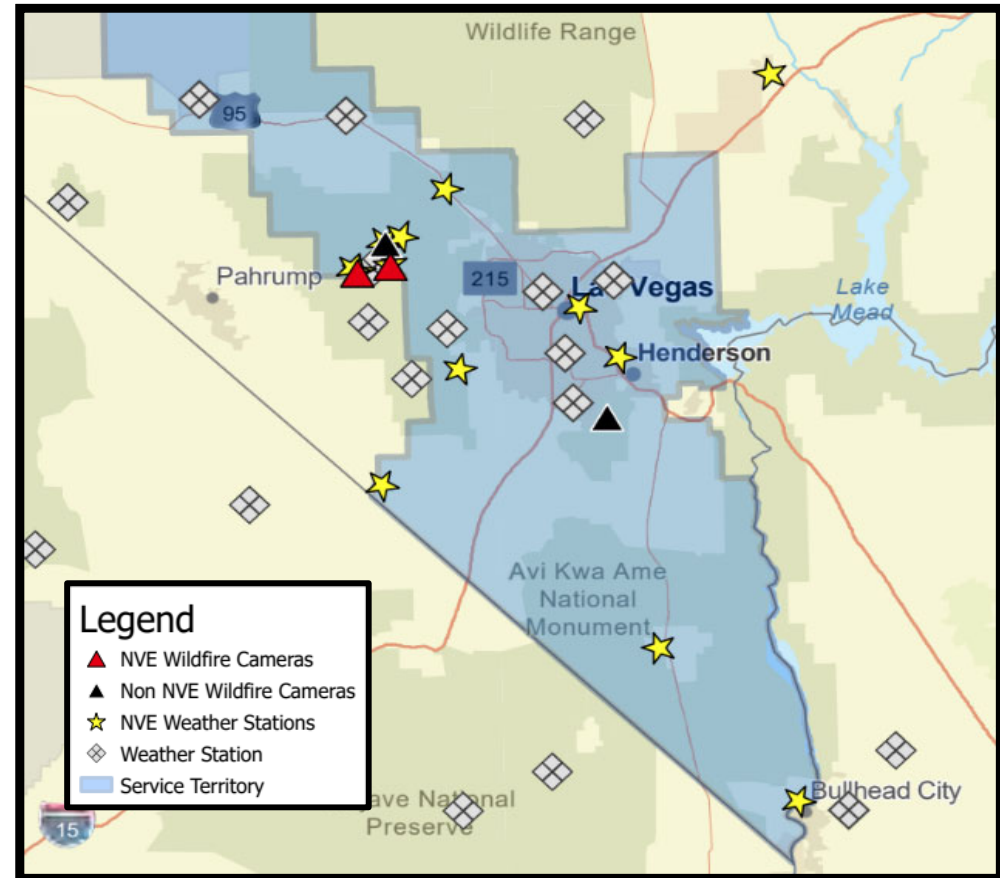 Wildlife Range
95
Pahrump
215
Las Vegas
Lake
Mead
Henderson
Avi Kwa Ame
National
Monument
Legend
NVE Wildfire Cameras
Non NVE Wildfire Cameras
NVE Weather Stations
Weather Station
Service Territory
ave National
Preserve
Bullhead City
15